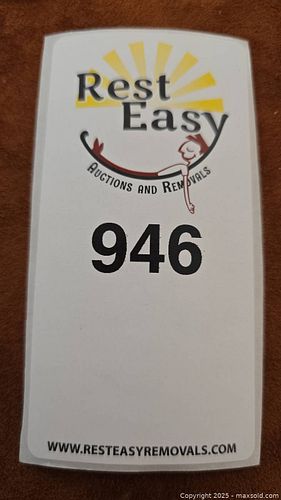 Rest
Easy
Auctions and Removals
946
WWW.RESTEASYREMOVALS.COM
Copyright © 2025 - maxsold.com